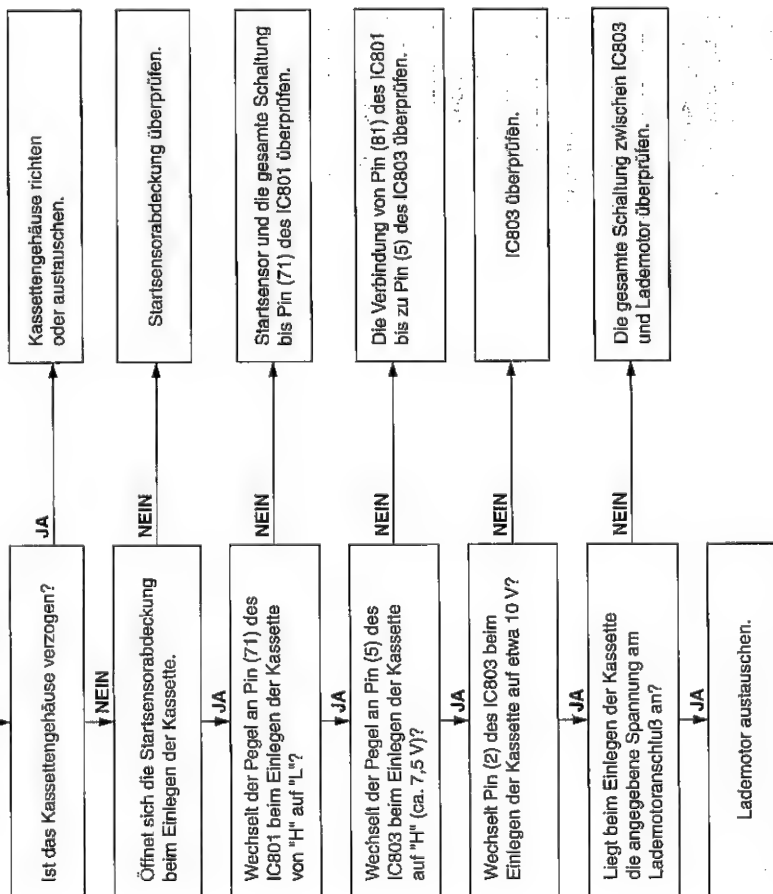 Ist das Kassettengehäuse verzogen?
JA
Kassettengehäuse richten
oder austauschen.
NEIN
Öffnet sich die Startsensorabdeckung
beim Einlegen der Kassette.
NEIN
Startsensorabdeckung überprüfen.
JA
Wechselt der Pegel an Pin (71) des
IC801 beim Einlegen der Kassette
von "H" auf "L"?
NEIN
Startsensor und die gesamte Schaltung
bis Pin (71) des IC801 überprüfen.
JA
Wechselt der Pegel an Pin (5) des
IC803 beim Einlegen der Kassette
auf "H" (ca. 7,5 V)?
NEIN
Die Verbindung von Pin (81) des IC801
bis zu Pin (5) des IC803 überprüfen.
JA
Wechselt Pin (2) des IC803 beim
Einlegen der Kassette auf etwa 10 V?
NEIN
IC803 überprüfen.
JA
Liegt beim Einlegen der Kassette
die angegebene Spannung am
Lademotoranschluß an?
NEIN
Die gesamte Schaltung zwischen IC803
und Lademotor überprüfen.
JA
Lademotor austauschen.